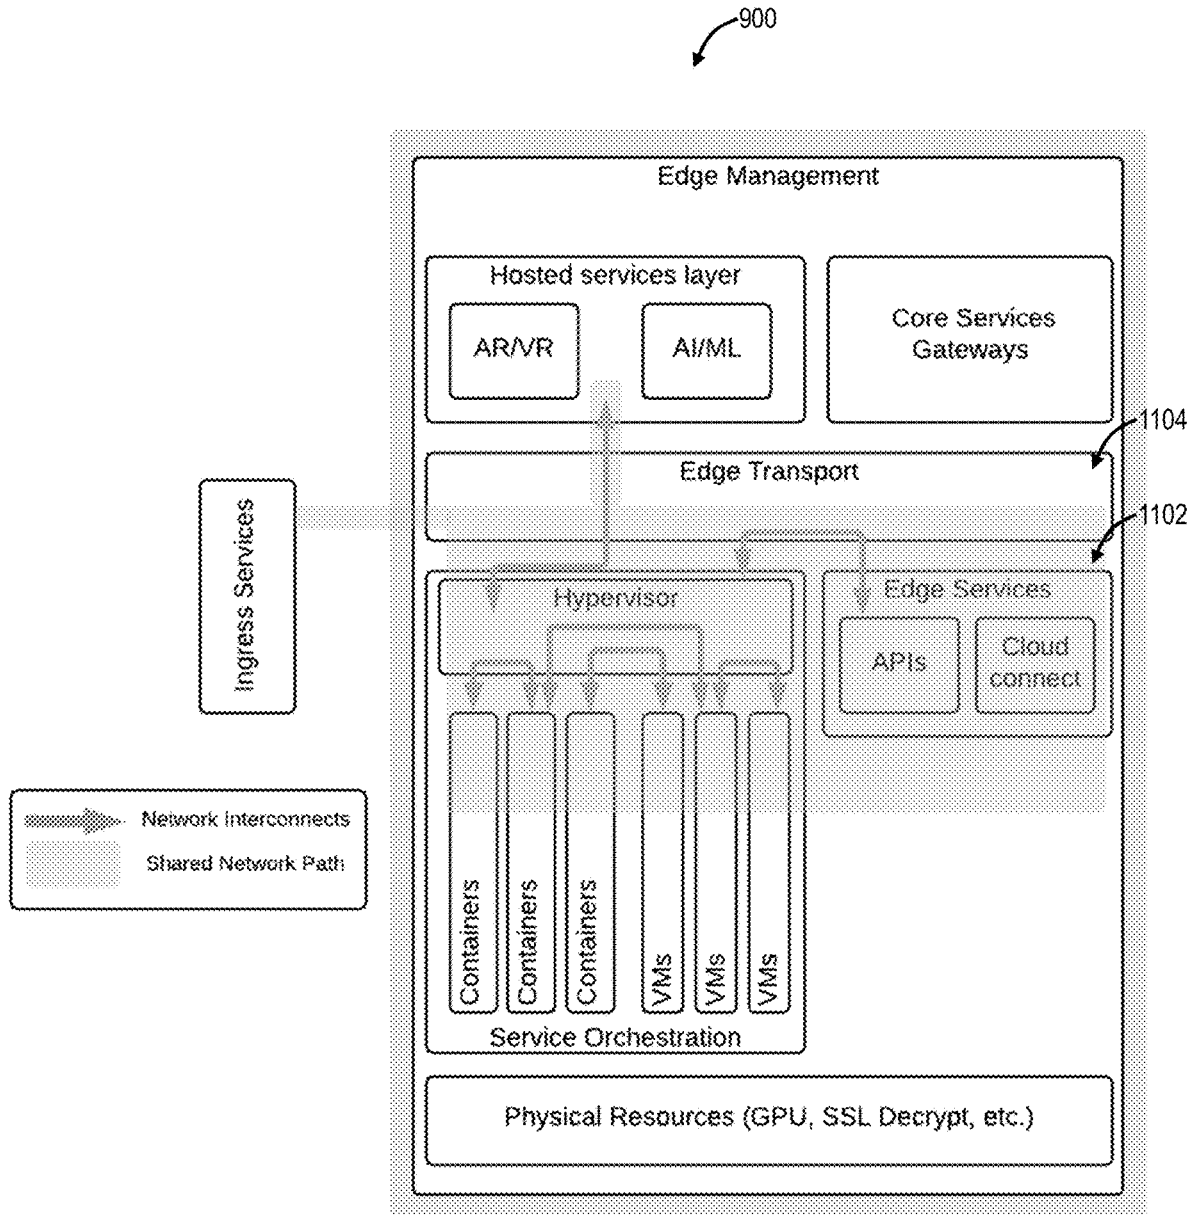 900
Edge Management
Hosted services layer
AR/VR
AI/ML
Core Services
Gateways
1104
Edge Transport
1102
Ingress Services
Hypervisor
Edge Services
APIs
Cloud
connect
Network Interconnects
Shared Network Path
Containers
Containers
Containers
VMs
VMs
VMs
Service Orchestration
Physical Resources (GPU, SSL Decrypt, etc.)